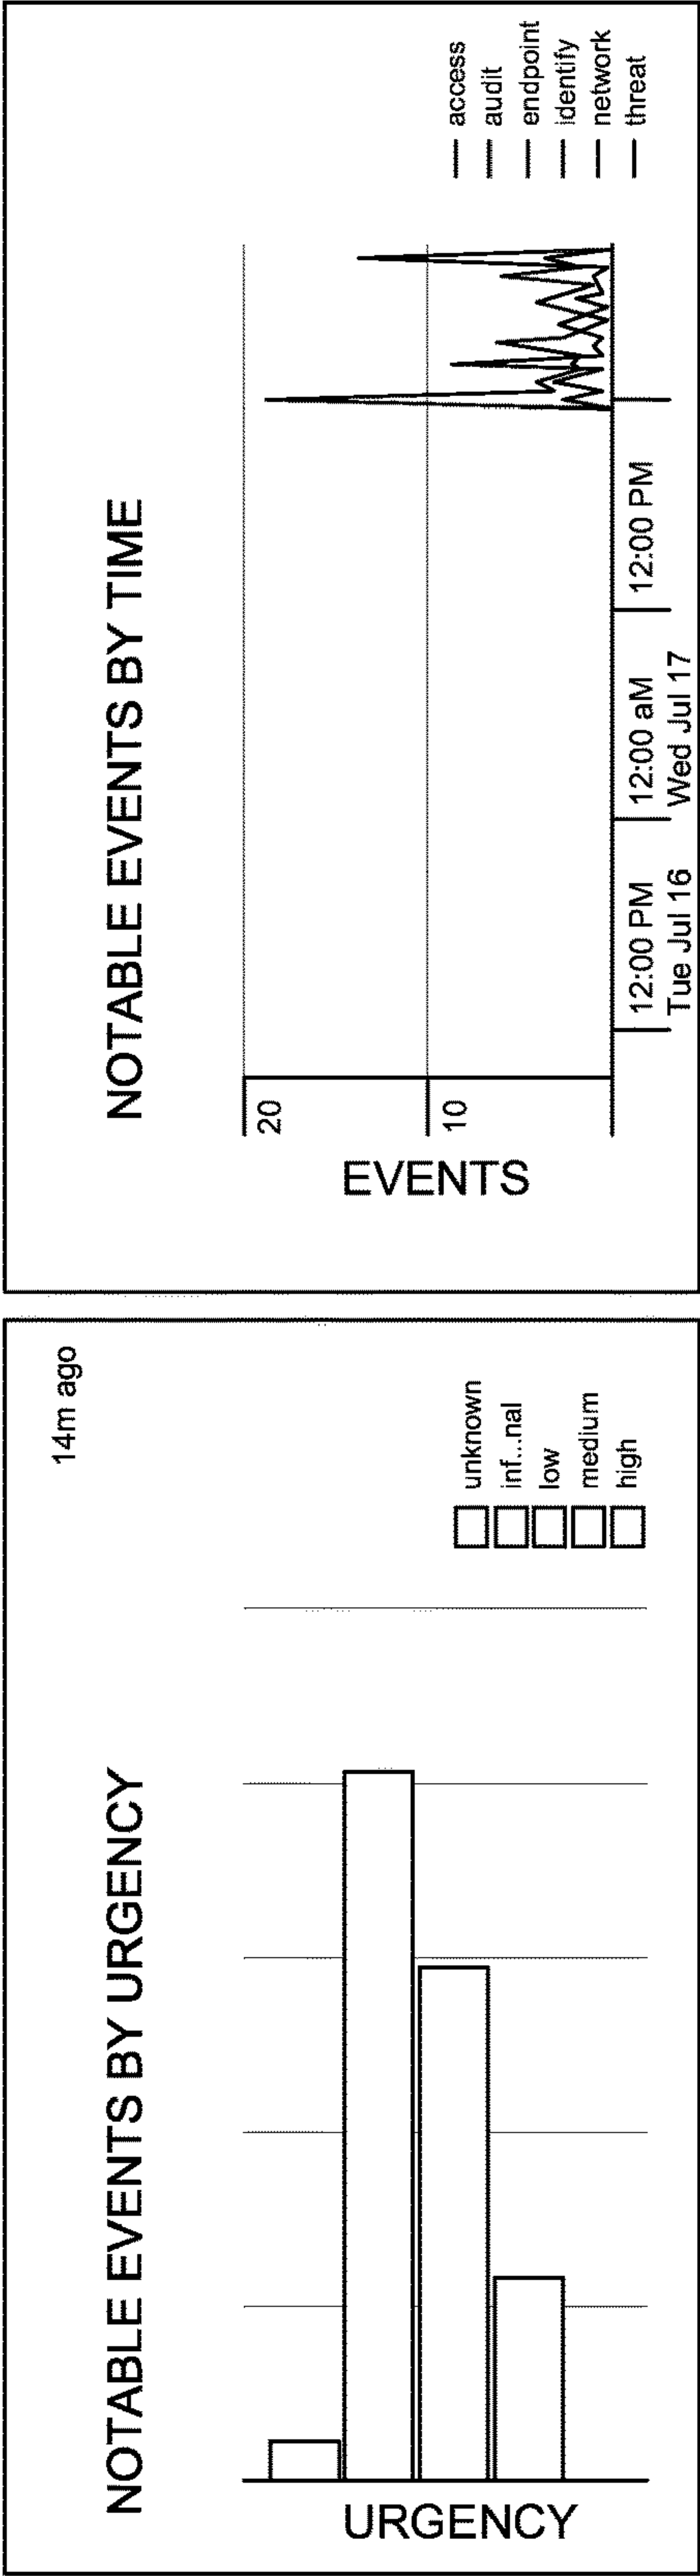 NOTABLE EVENTS BY URGENCY
14m ago
URGENCY
unknown
inf...nal
low
medium
high
NOTABLE EVENTS BY TIME
EVENTS
20
10
12:00 PM
Tue Jul 16
12:00 aM
Wed Jul 17
12:00 PM
access
audit
endpoint
identify
network
threat